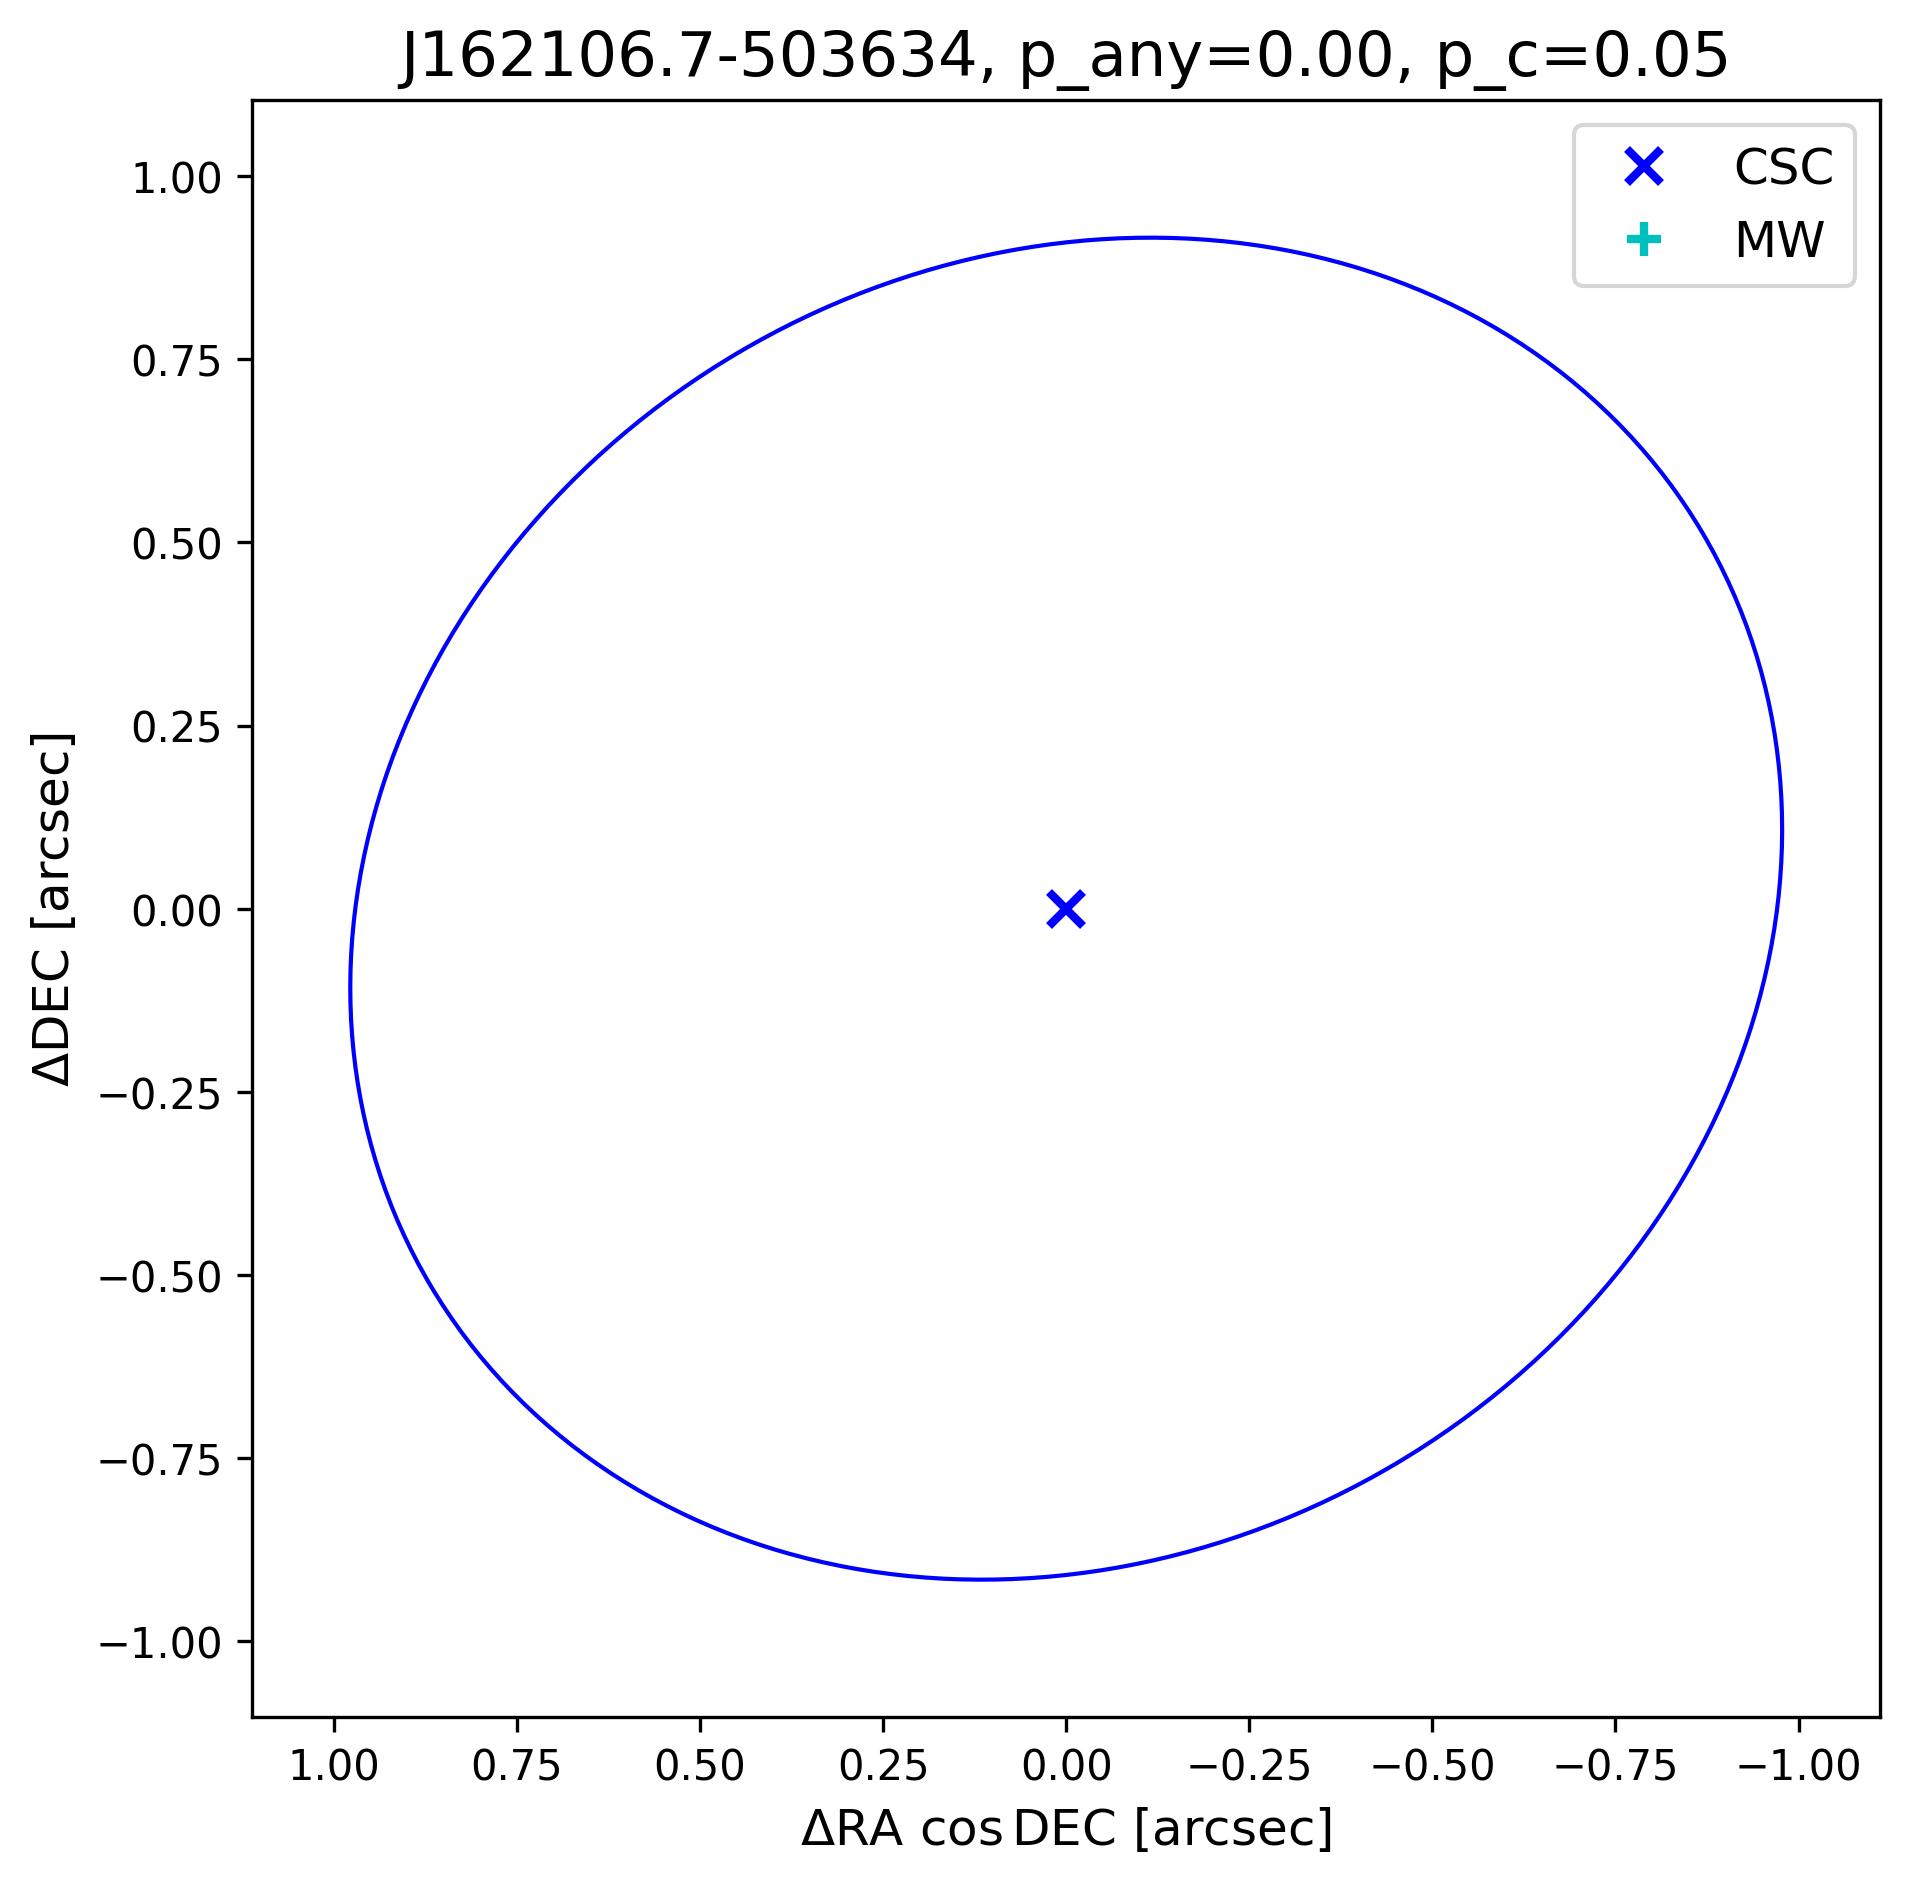 J162106.7-503634, p_any=0.00, p_c=0.05
CSC
MW
1.00
0.75
0.50
0.25
0.00
−0.25
−0.50
−0.75
−1.00
ΔDEC [arcsec]
1.00 0.75 0.50 0.25 0.00 −0.25 −0.50 −0.75 −1.00
ΔRA cos DEC [arcsec]